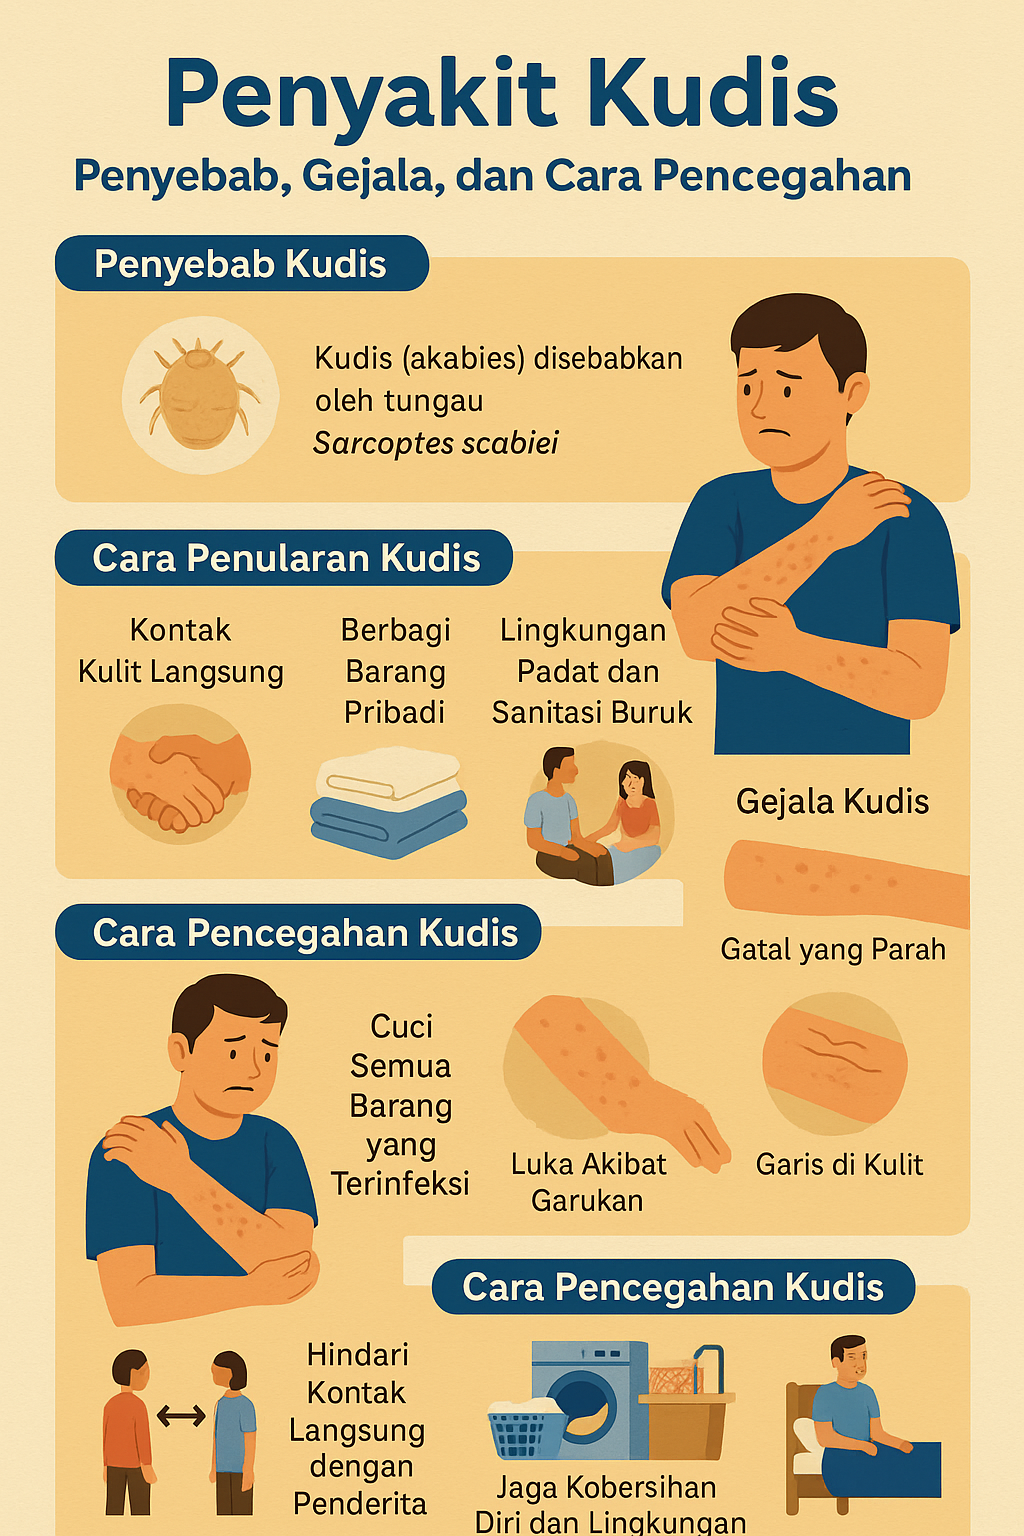 Penyakit Kudis
Penyebab, Gejala, dan Cara Pencegahan
Penyebab Kudis
Kudis (akabies) disebabkan
oleh tungau
Sarcoptes scabiei
Cara Penularan Kudis
Kontak
Kulit Langsung
Berbagi
Barang
Pribadi
Lingkungan
Padat dan
Sanitasi Buruk
Gejala Kudis
Gatal yang Parah
Cara Pencegahan Kudis
Cuci
Semua
Barang
yang
Terinfeksi
Luka Akibat
Garukan
Garis di Kulit
Cara Pencegahan Kudis
Hindari
Kontak
Langsung
dengan
Penderita
Jaga Kobersihan
Diri dan Lingkungan